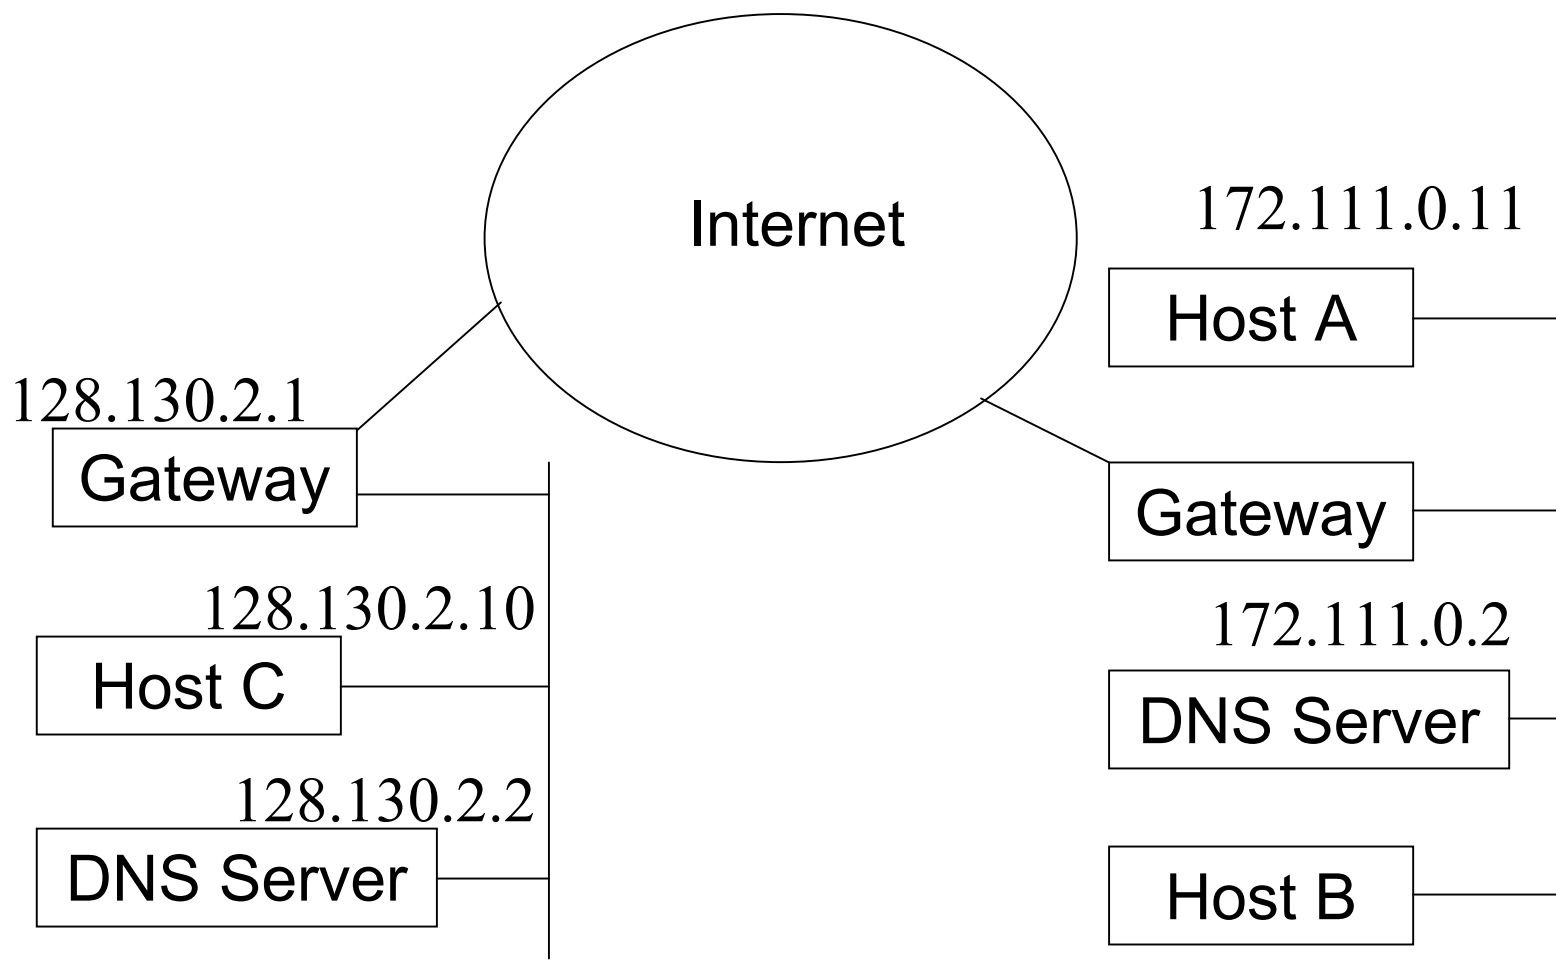 Internet
172.111.0.11
Host A
128.130.2.1
Gateway
Gateway
128.130.2.10
172.111.0.2
Host C
DNS Server
128.130.2.2
DNS Server
Host B